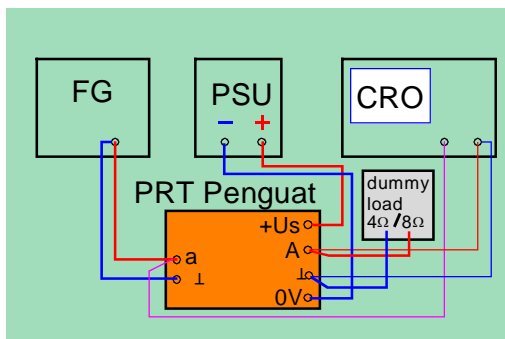 FG
PSU
− +
CRO
PRT Penguat
dummy
load
4Ω/8Ω
+Us
a
A
⊥
⊥
0V